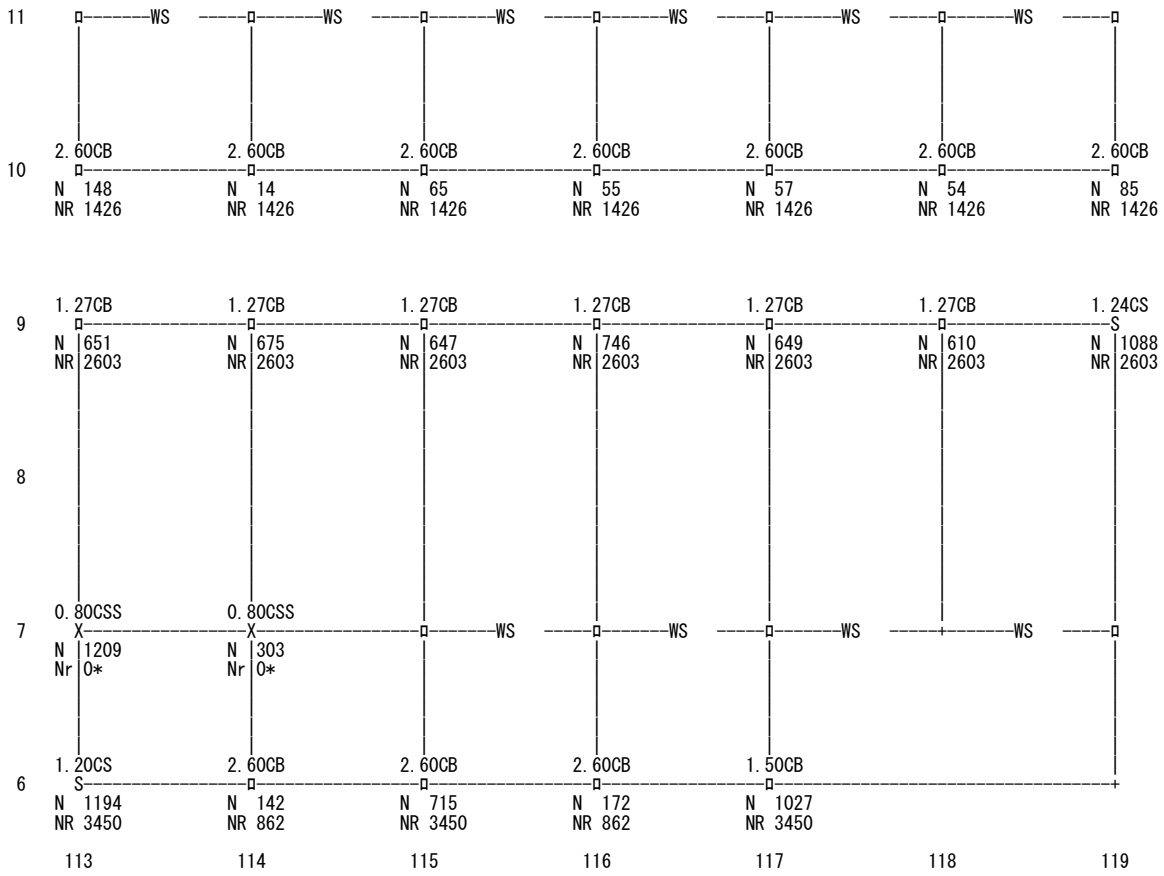 11 WS WS WS WS WS WS
2.60CB 2.60CB 2.60CB 2.60CB 2.60CB 2.60CB 2.60CB
10
N 148 N 14 N 65 N 55 N 57 N 54 N 85
NR 1426 NR 1426 NR 1426 NR 1426 NR 1426 NR 1426 NR 1426
1.27CB 1.27CB 1.27CB 1.27CB 1.27CB 1.27CB 1.24CS
9 S
N 651 N 675 N 647 N 746 N 649 N 610 N 1088
NR 2603 NR 2603 NR 2603 NR 2603 NR 2603 NR 2603 NR 2603
8
0.80CSS 0.80CSS
7 X X WS WS WS WS
N 1209 N 303
Nr 0* Nr 0*
1.20CS 2.60CB 2.60CB 2.60CB 1.50CB
6 S
N 1194 N 142 N 715 N 172 N 1027
NR 3450 NR 862 NR 3450 NR 862 NR 3450
113 114 115 116 117 118 119